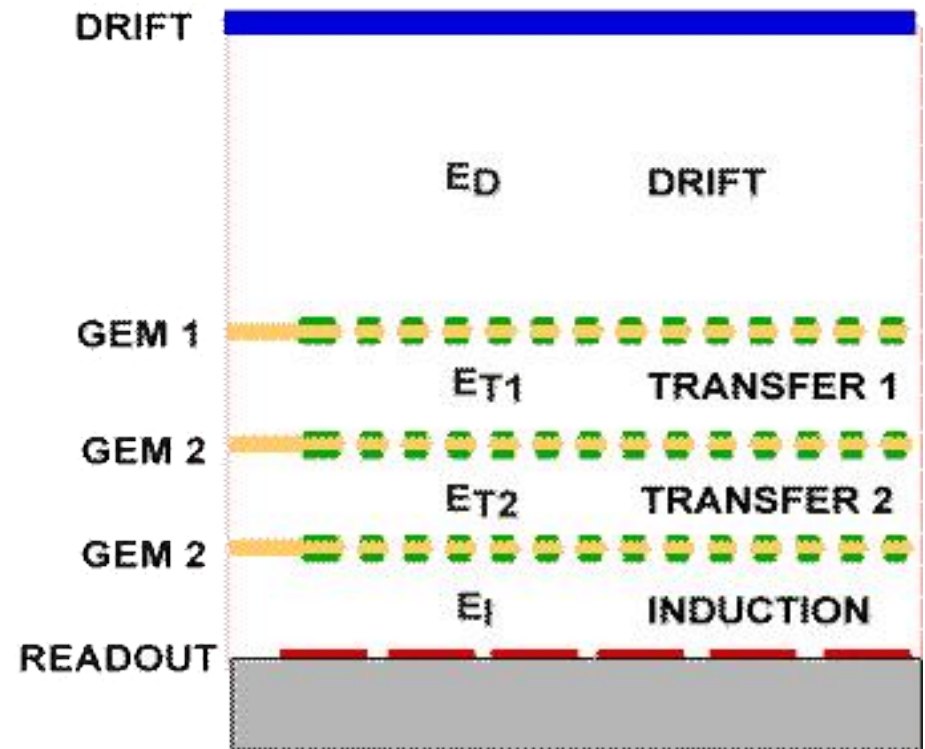 DRIFT
ED DRIFT
GEM 1
ET1 TRANSFER 1
GEM 2
ET2 TRANSFER 2
GEM 2
EI INDUCTION
READOUT